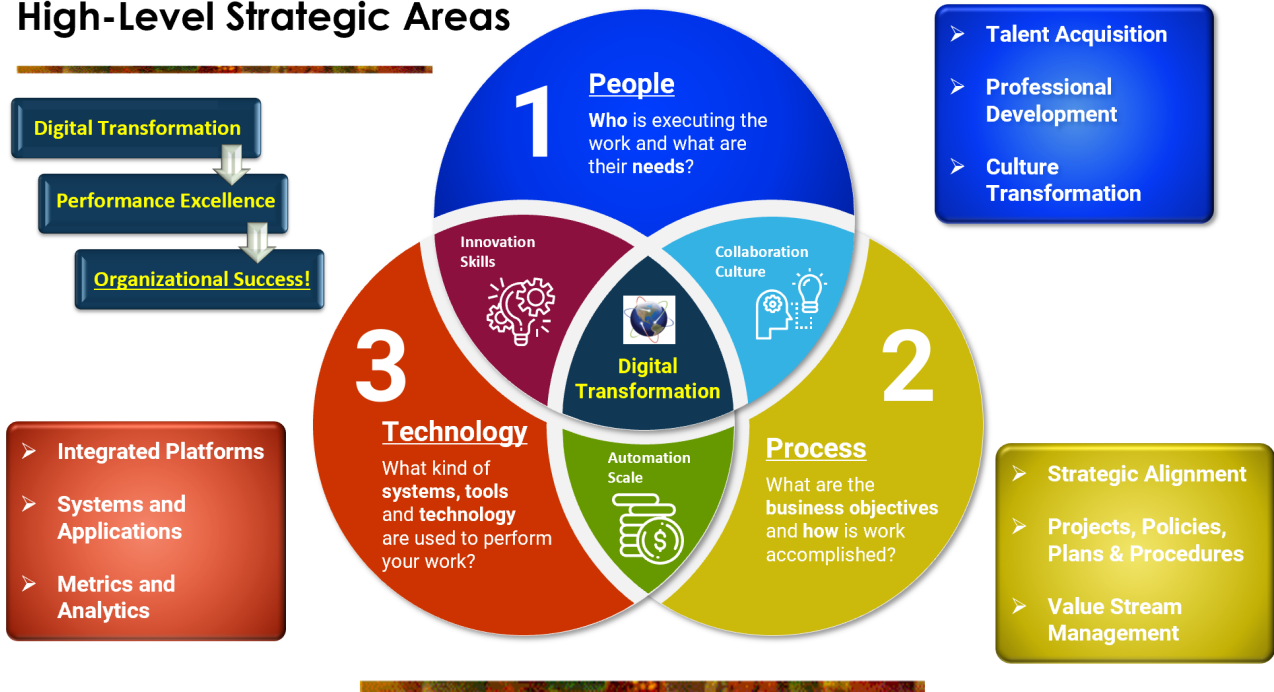 High-Level Strategic Areas
Digital Transformation
Performance Excellence
Organizational Success!
1
People
Who is executing the
work and what are
their needs?
Talent Acquisition
Professional
Development
Culture
Transformation
Innovation
Skills
Collaboration
Culture
Digital
Transformation
3
Technology
What kind of
systems, tools
and technology
are used to perform
your work?
2
Process
What are the
business objectives
and how is work
accomplished?
Automation
Scale
$
Integrated Platforms
Systems and
Applications
Metrics and
Analytics
Strategic Alignment
Projects, Policies,
Plans & Procedures
Value Stream
Management